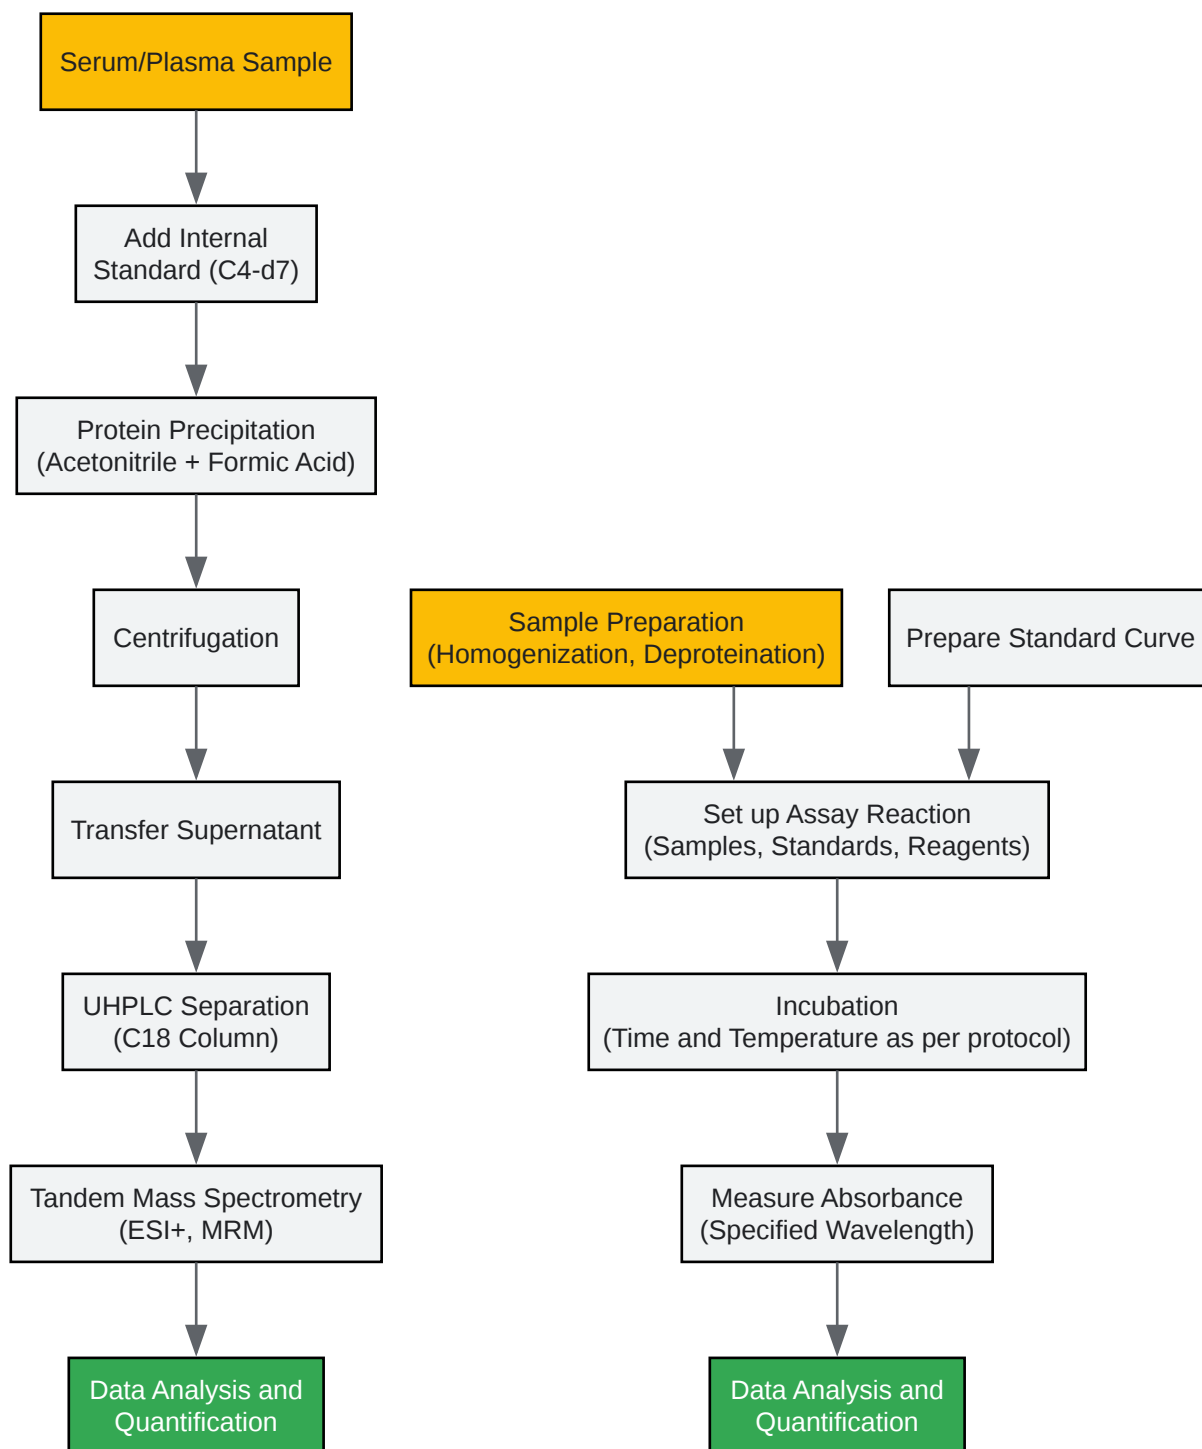 Serum/Plasma Sample
Add Internal
Standard (C4-d7)
Protein Precipitation
(Acetonitrile + Formic Acid)
Centrifugation
Transfer Supernatant
UHPLC Separation
(C18 Column)
Tandem Mass Spectrometry
(ESI+, MRM)
Data Analysis and
Quantification
Sample Preparation
(Homogenization, Deproteination)
Prepare Standard Curve
Set up Assay Reaction
(Samples, Standards, Reagents)
Incubation
(Time and Temperature as per protocol)
Measure Absorbance
(Specified Wavelength)
Data Analysis and
Quantification